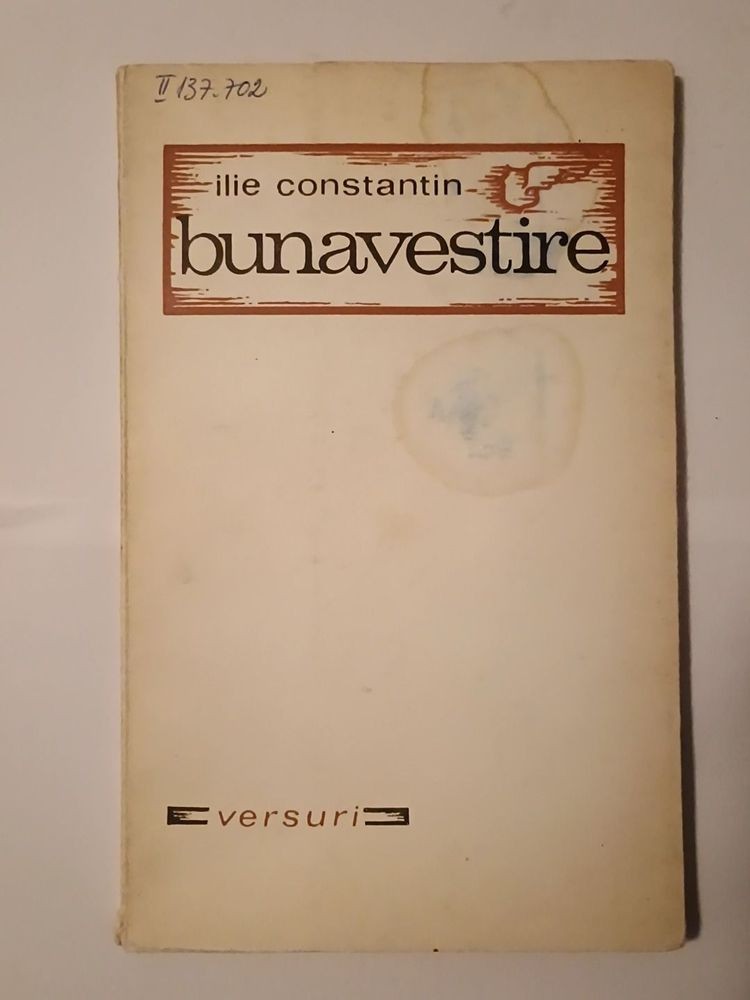 II 137.702
ilie constantin
bunavestire
versuri